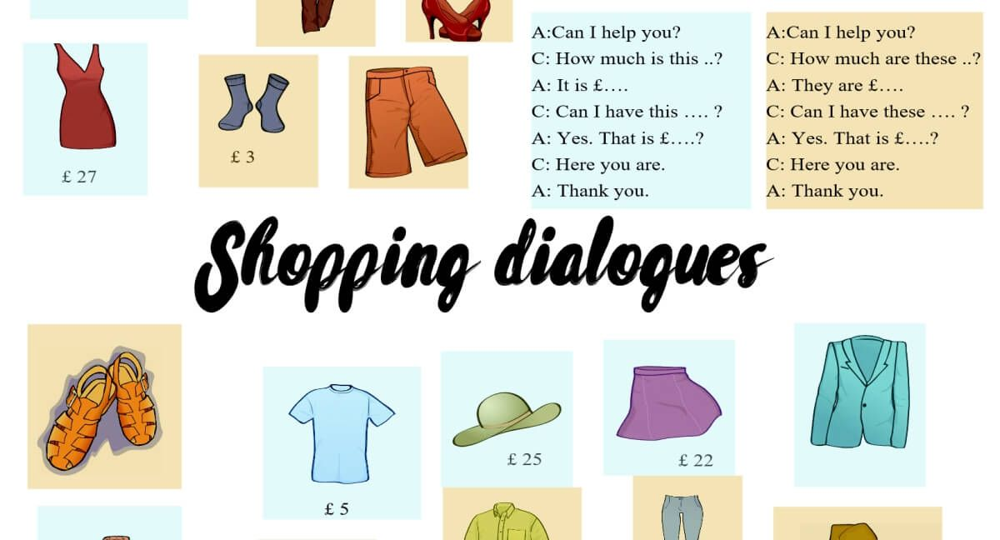 A:Can I help you?
C: How much is this ..?
A: It is £....
C: Can I have this .... ?
A: Yes. That is £....?
C: Here you are.
A: Thank you.
A:Can I help you?
C: How much are these ..?
A: They are £....
C: Can I have these .... ?
A: Yes. That is £....?
C: Here you are.
A: Thank you.
£ 27
£ 3
Shopping dialogues
£ 5
£ 25
£ 22